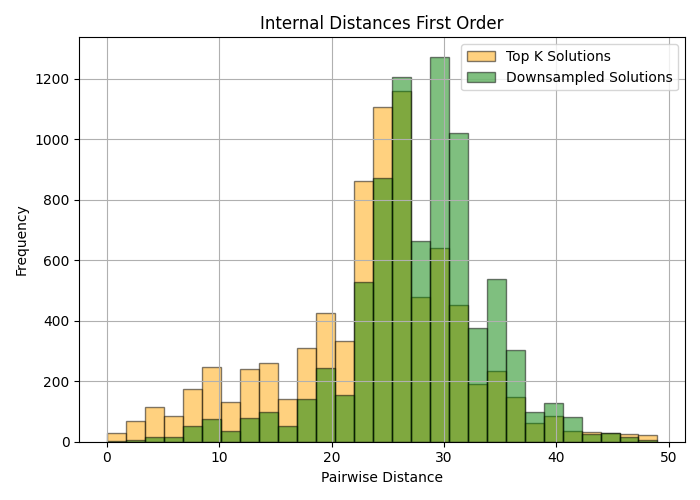 Internal Distances First Order
Top K Solutions
Downsampled Solutions
Frequency
1200
1000
800
600
400
200
0
0 10 20 30 40 50
Pairwise Distance